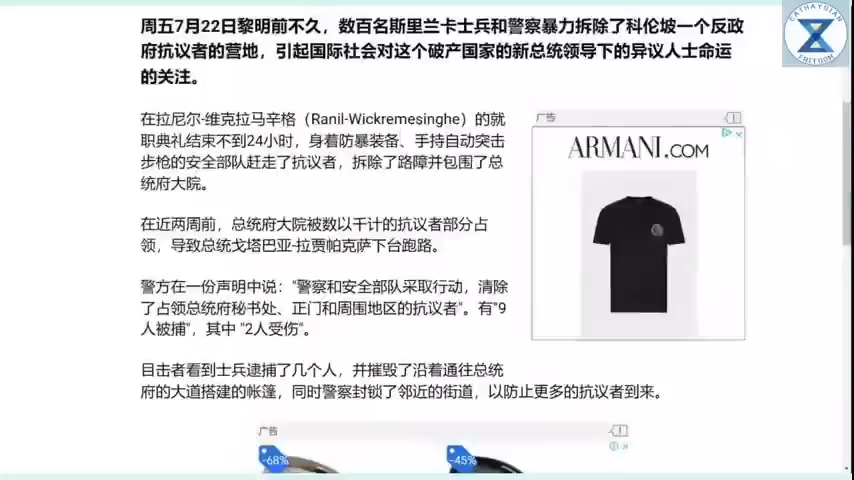 周五7月22日黎明前不久，数百名斯里兰卡士兵和警察暴力拆除了科伦坡一个反政
府抗议者的营地，引起国际社会对这个破产国家的新总统领导下的异议人士命运
的关注。
在拉尼尔-维克拉马辛格（Ranil-Wickremesinghe）的就
职典礼结束不到24小时，身着防暴装备、手持自动突击
步枪的安全部队赶走了抗议者，拆除了路障并包围了总
统府大院。
在近两周前，总统府大院被数以千计的抗议者部分占
领，导致总统戈塔巴亚-拉贾帕克萨下台跑路。
警方在一份声明中说："警察和安全部队采取行动，清除
了占领总统府秘书处、正门和周围地区的抗议者"。有"9
人被捕"，其中 "2人受伤"。
目击者看到士兵逮捕了几个人，并摧毁了沿着通往总统
府的大道搭建的帐篷，同时警察封锁了邻近的街道，以防止更多的抗议者到来。
广告
ARMANI.COM
广告
-68%
-45%
CATHAYSIAN
FREEDOM